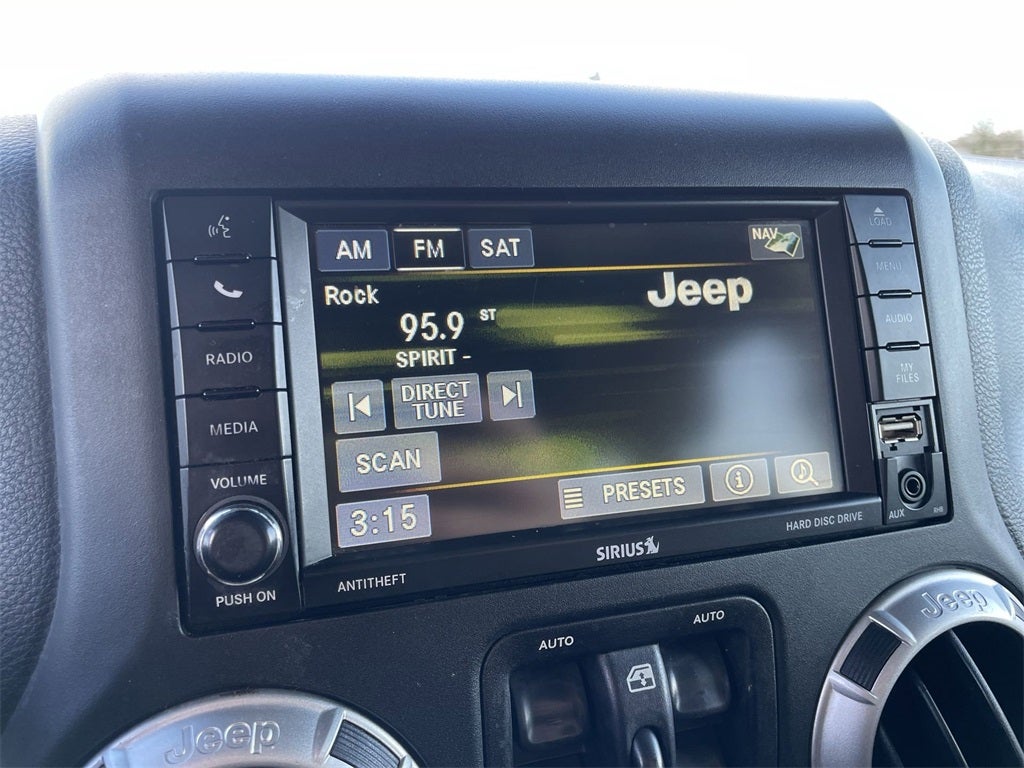 AM
FM
SAT
NAV
Rock
Jeep
95.9 ST
SPIRIT -
DIRECT
TUNE
SCAN
PRESETS
3:15
RADIO
MEDIA
VOLUME
PUSH ON
ANTITHEFT
SIRIUS
HARD DISC DRIVE
LOAD
MENU
AUDIO
MY
FILES
AUX
RHB
AUTO
AUTO
Jeep
Jeep